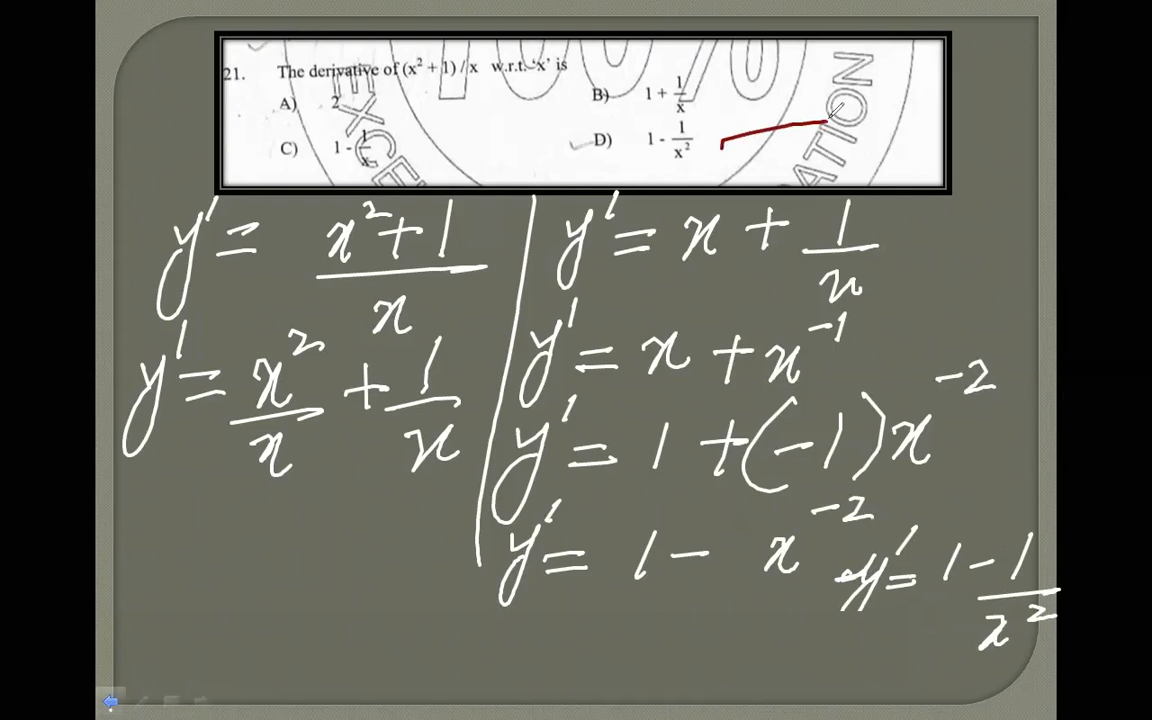 21. The derivative of (x² + 1) / x w.r.t. 'x' is
A) 2
B) 1 + 1/x
C) 1 - 1/x
D) 1 - 1/x²
y' = (x² + 1)/x
y' = x²/x + 1/x
y' = x + 1/x
y' = x + x⁻¹
y' = 1 + (-1)x⁻²
y' = 1 - x⁻²
y' = 1 - 1/x²